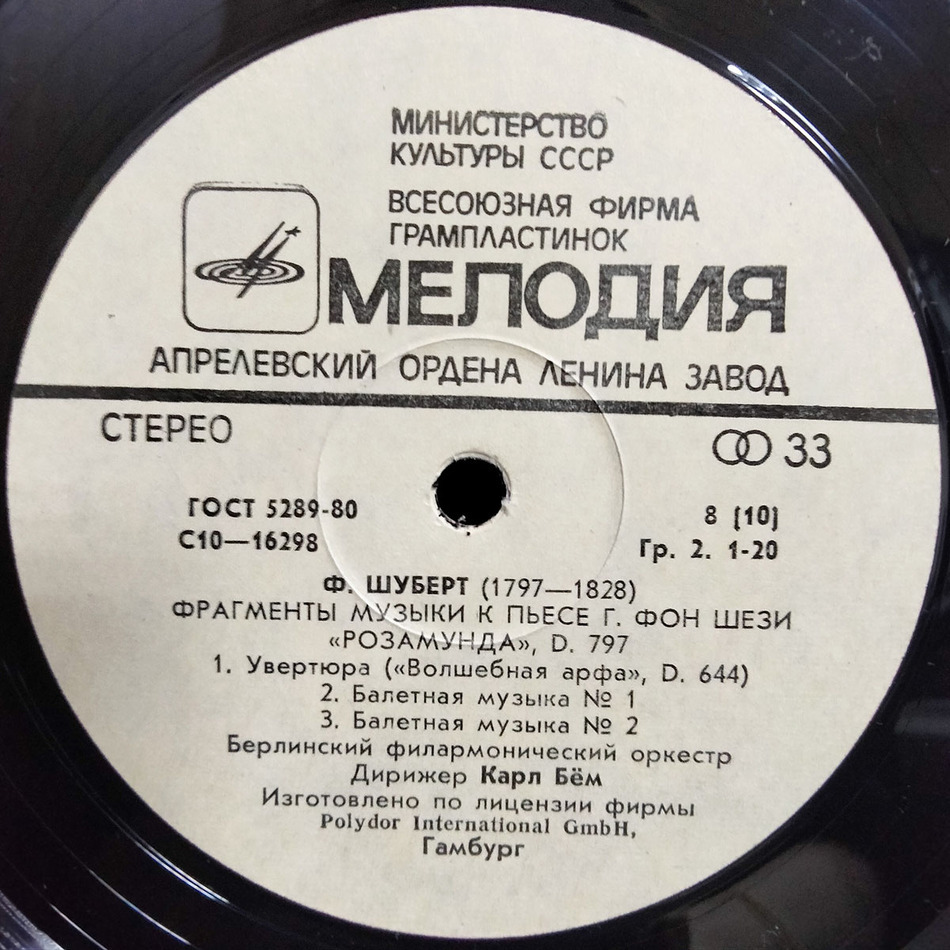 МИНИСТЕРСТВО
КУЛЬТУРЫ СССР
ВСЕСОЮЗНАЯ ФИРМА
ГРАМПЛАСТИНОК
МЕЛОДИЯ
АПРЕЛЕВСКИЙ ОРДЕНА ЛЕНИНА ЗАВОД
СТЕРЕО 33
ГОСТ 5289-80 8 (10)
С10—16298 Гр. 2. 1-20
Ф. ШУБЕРТ (1797—1828)
ФРАГМЕНТЫ МУЗЫКИ К ПЬЕСЕ Г. ФОН ШЕЗИ
«РОЗАМУНДА», D. 797
1. Увертюра («Волшебная арфа», D. 644)
2. Балетная музыка № 1
3. Балетная музыка № 2
Берлинский филармонический оркестр
Дирижер Карл Бём
Изготовлено по лицензии фирмы
Polydor International GmbH,
Гамбург